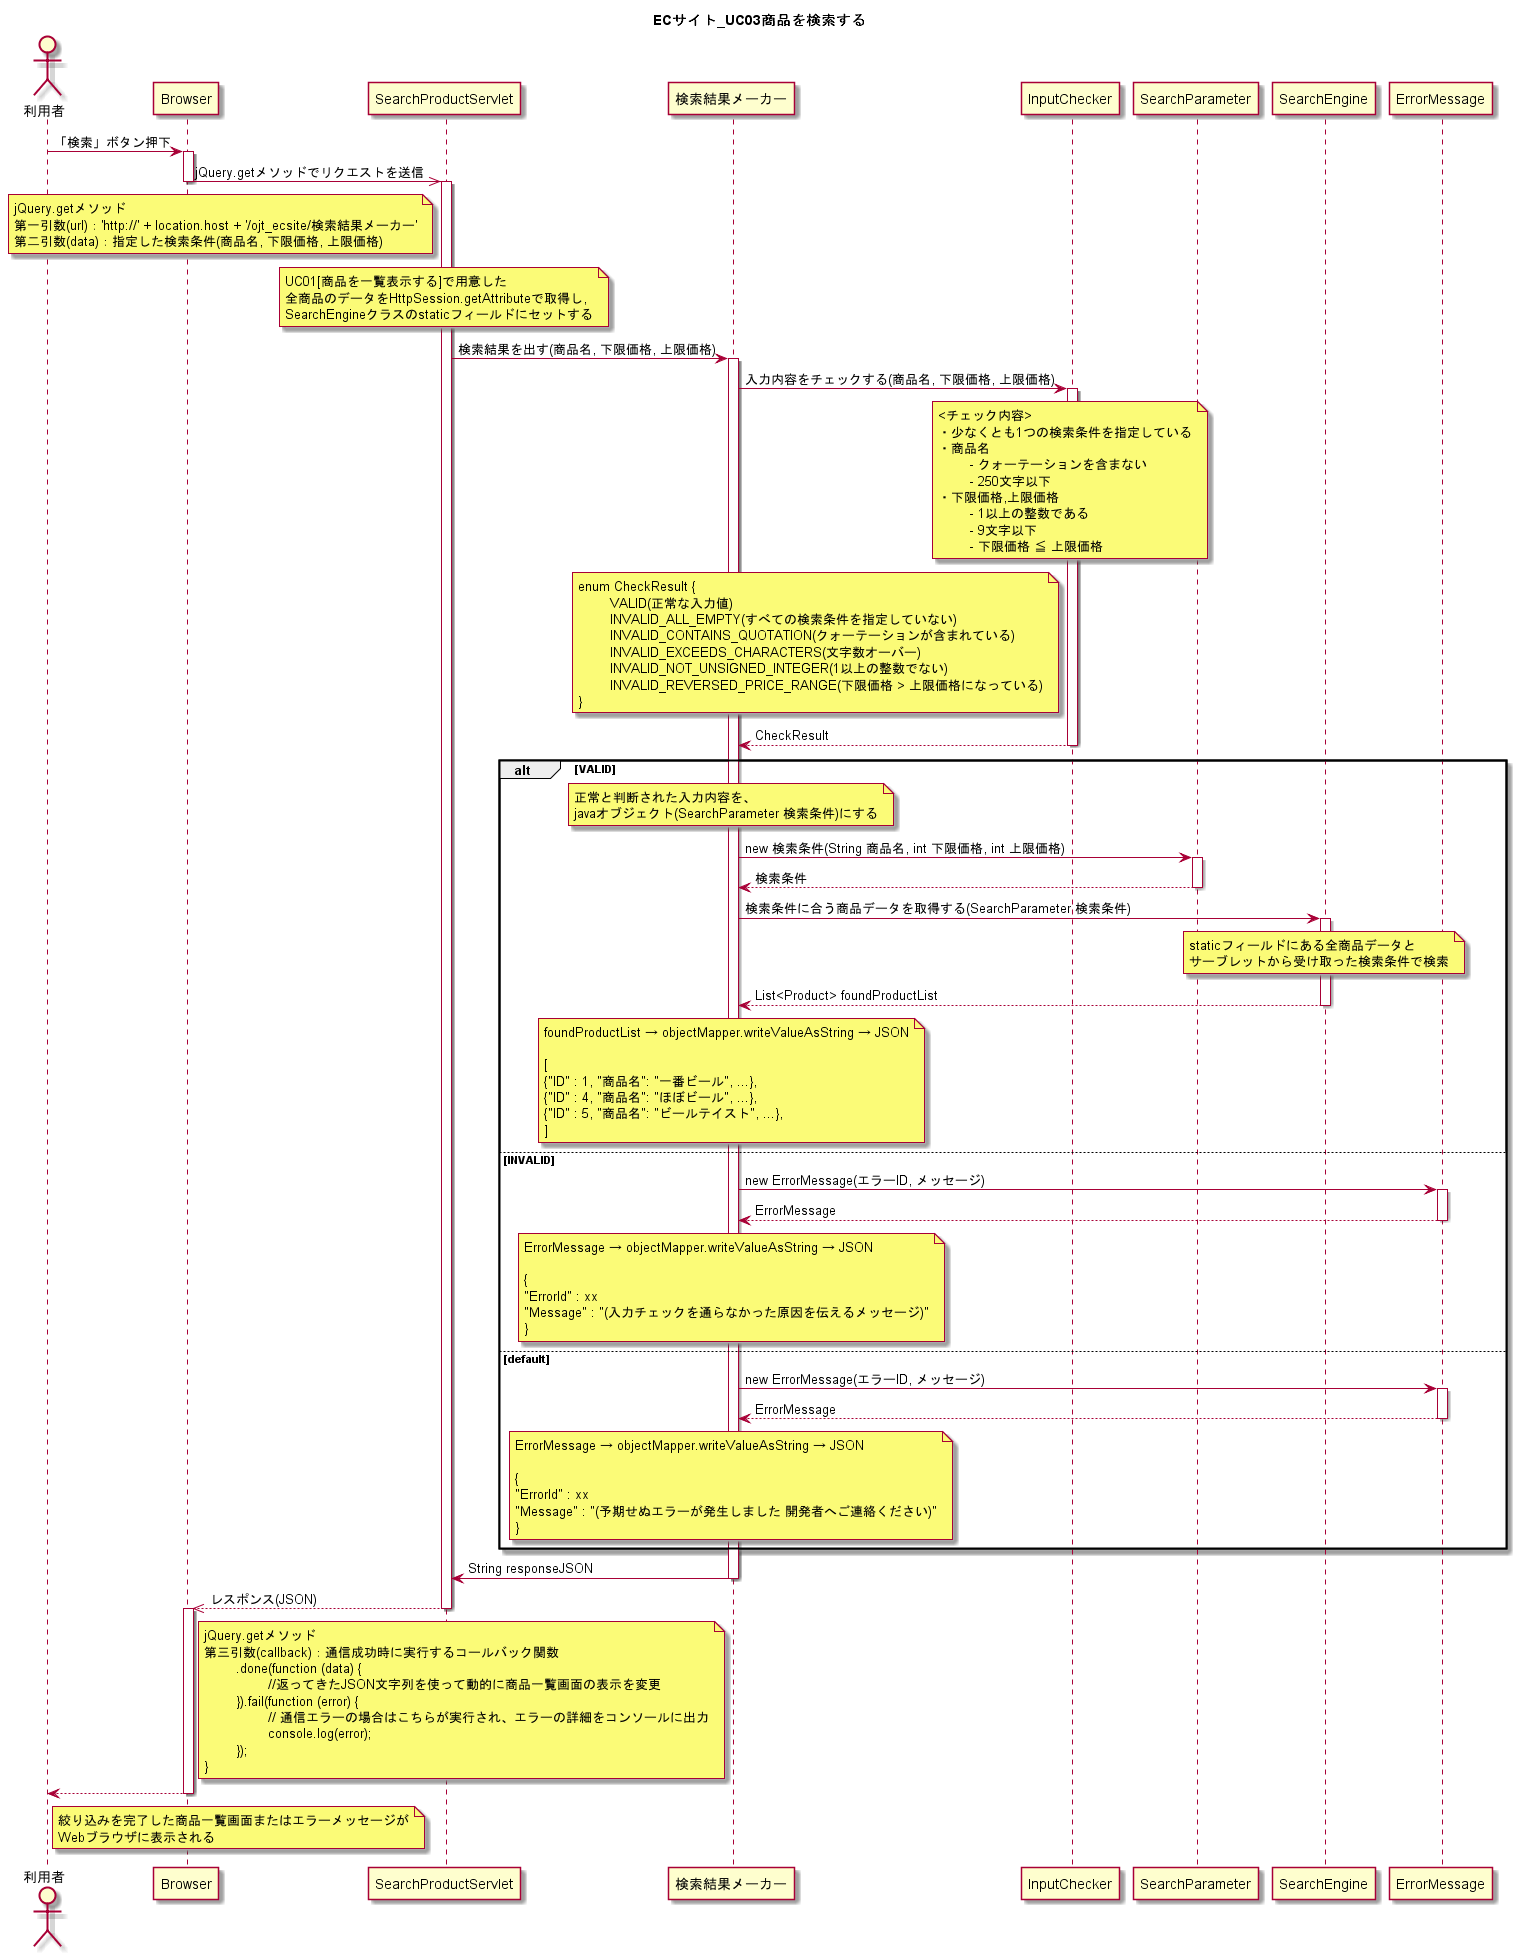 ECサイト_UC03商品を検索する
利用者
Browser
SearchProductServlet
検索結果メーカー
InputChecker
SearchParameter
SearchEngine
ErrorMessage
「検索」ボタン押下
jQuery.getメソッドでリクエストを送信
jQuery.getメソッド
第一引数(url) : 'http://' + location.host + '/ojt_ecsite/検索結果メーカー'
第二引数(data) : 指定した検索条件(商品名, 下限価格, 上限価格)
UC01[商品を一覧表示する]で用意した
全商品のデータをHttpSession.getAttributeで取得し,
SearchEngineクラスのstaticフィールドにセットする
検索結果を出す(商品名, 下限価格, 上限価格)
入力内容をチェックする(商品名, 下限価格, 上限価格)
<チェック内容>
・少なくとも1つの検索条件を指定している
・商品名
- クォーテーションを含まない
- 250文字以下
・下限価格,上限価格
- 1以上の整数である
- 9文字以下
- 下限価格 ≦ 上限価格
enum CheckResult {
VALID(正常な入力値)
INVALID_ALL_EMPTY(すべての検索条件を指定していない)
INVALID_CONTAINS_QUOTATION(クォーテーションが含まれている)
INVALID_EXCEEDS_CHARACTERS(文字数オーバー)
INVALID_NOT_UNSIGNED_INTEGER(1以上の整数でない)
INVALID_REVERSED_PRICE_RANGE(下限価格 > 上限価格になっている)
}
CheckResult
alt [VALID]
正常と判断された入力内容を、
javaオブジェクト(SearchParameter 検索条件)にする
new 検索条件(String 商品名, int 下限価格, int 上限価格)
検索条件
検索条件に合う商品データを取得する(SearchParameter 検索条件)
staticフィールドにある全商品データと
サーブレットから受け取った検索条件で検索
List<Product> foundProductList
foundProductList → objectMapper.writeValueAsString → JSON
[
{"ID" : 1, "商品名": "一番ビール", ...},
{"ID" : 4, "商品名": "ほぼビール", ...},
{"ID" : 5, "商品名": "ビールテイスト", ...},
]
[INVALID]
new ErrorMessage(エラーID, メッセージ)
ErrorMessage
ErrorMessage → objectMapper.writeValueAsString → JSON
{
"ErrorId" : xx
"Message" : "(入力チェックを通らなかった原因を伝えるメッセージ)"
}
[default]
new ErrorMessage(エラーID, メッセージ)
ErrorMessage
ErrorMessage → objectMapper.writeValueAsString → JSON
{
"ErrorId" : xx
"Message" : "(予期せぬエラーが発生しました 開発者へご連絡ください)"
}
String responseJSON
レスポンス(JSON)
jQuery.getメソッド
第三引数(callback) : 通信成功時に実行するコールバック関数
.done(function (data) {
//返ってきたJSON文字列を使って動的に商品一覧画面の表示を変更
}).fail(function (error) {
// 通信エラーの場合はこちらが実行され、エラーの詳細をコンソールに出力
console.log(error);
});
}
絞り込みを完了した商品一覧画面またはエラーメッセージが
Webブラウザに表示される
利用者
Browser
SearchProductServlet
検索結果メーカー
InputChecker
SearchParameter
SearchEngine
ErrorMessage